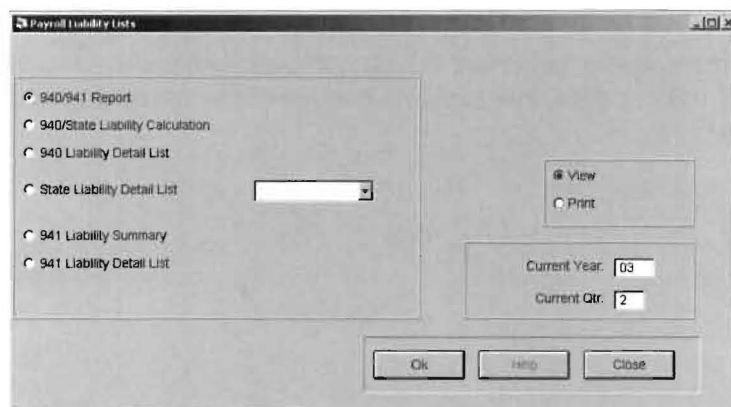 Payroll Liability Lists
940/941 Report
940/State Liability Calculation
940 Liability Detail List
State Liability Detail List
941 Liability Summary
941 Liability Detail List
View
Print
Current Year: 03
Current Qtr: 2
Ok
Help
Close